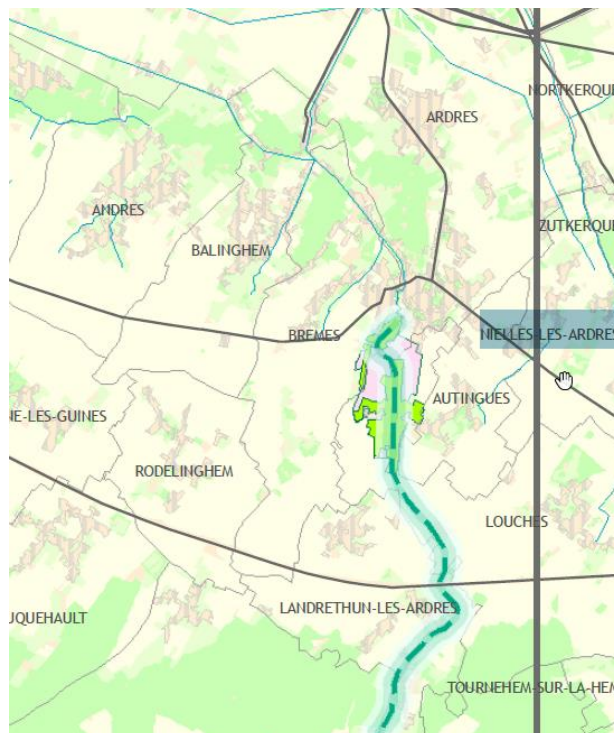 NORTKERQU
ARDRES
ANDRES
ZUTKERQU
BALINGHEM
BREMES
NIELLES-LES-ARDRES
AUTINGUES
NE-LES-GUINES
RODELINGHEM
LOUCHES
LANDRETHUN-LES-ARDRES
UQUEHAULT
TOURNEHEM-SUR-LA-HEM